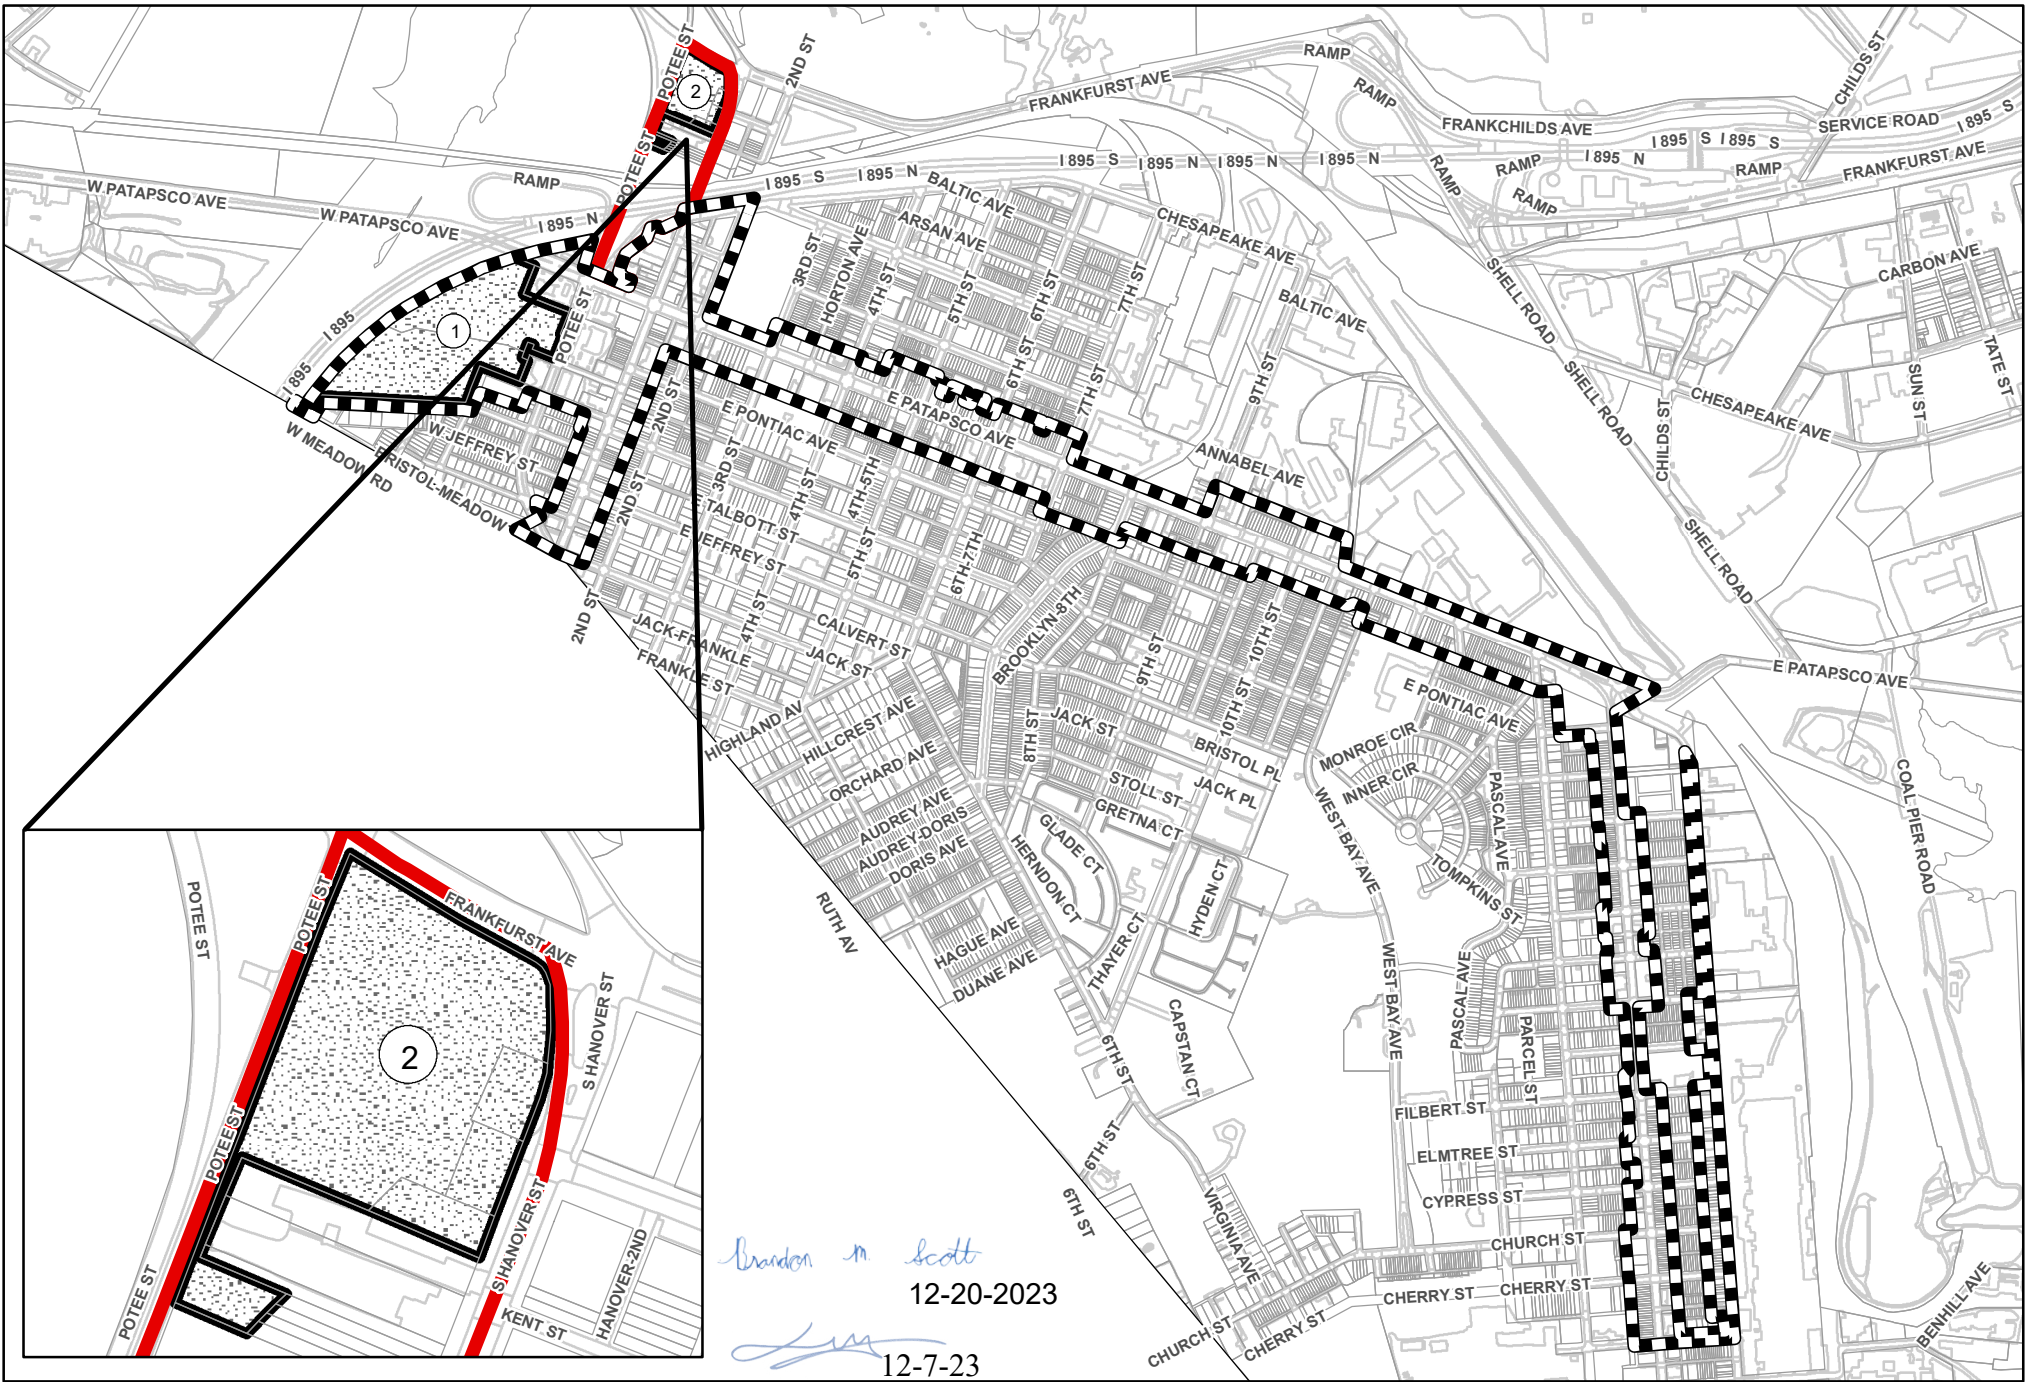 POTEE ST
2ND ST
2
RAMP
FRANKFURST AVE
RAMP
CHILDS ST
FRANKCHILDS AVE
SERVICE ROAD
I 895 S
POTEE ST
I 895 S
I 895 N
I 895 S
I 895 N
I 895 N
I 895 N
I 895 N
I 895 S
I 895 S
RAMP
RAMP
FRANKFURST AVE
W PATAPSCO AVE
RAMP
RAMP
RAMP
W PATAPSCO AVE
I 895 N
BALTIC AVE
ARSAN AVE
CHESAPEAKE AVE
3RD ST
HORTON AVE
4TH ST
5TH ST
6TH ST
7TH ST
BALTIC AVE
SHELL ROAD
CARBON AVE
TATE ST
SUN ST
1
I 895
I 895
POTEE ST
6TH ST
7TH ST
9TH ST
SHELL ROAD
CHILDS ST
CHESAPEAKE AVE
W MEADOW RD
W JEFFREY ST
BRISTOL-MEADOW
2ND ST
E PONTIAC AVE
E PATAPSCO AVE
ANNABEL AVE
2ND ST
3RD ST
4TH ST
4TH-5TH
TALBOTT ST
E JEFFREY ST
5TH ST
6TH-7TH
SHELL ROAD
2ND ST
JACK-FRANKLE
FRANKLE ST
4TH ST
CALVERT ST
JACK ST
BROOKLYN-8TH
9TH ST
10TH ST
10TH ST
E PATAPSCO AVE
HIGHLAND AV
HILLCREST AVE
ORCHARD AVE
8TH ST
JACK ST
BRISTOL PL
JACK PL
STOLL ST
GRETNA CT
E PONTIAC AVE
MONROE CIR
INNER CIR
PASCAL AVE
WEST BAY AVE
TOMPKINS ST
COAL PIER ROAD
AUDREY AVE
AUDREY-DORIS
DORIS AVE
HERNDON CT
GLADE CT
HYDEN CT
RUTH AV
HAGUE AVE
DUANE AVE
THAYER CT
WEST BAY AVE
PASCAL AVE
PARCEL ST
CAPSTAN CT
6TH ST
6TH ST
6TH ST
FILBERT ST
ELMTREE ST
CYPRESS ST
CHURCH ST
VIRGINIA AVE
CHERRY ST
CHERRY ST
CHURCH ST
CHERRY ST
BENHILL AVE
POTEE ST
POTEE ST
FRANKFURST AVE
S HANOVER ST
2
POTEE ST
S HANOVER ST
HANOVER-2ND
POTEE ST
KENT ST
Brandon M. Scott
12-20-2023
12-7-23